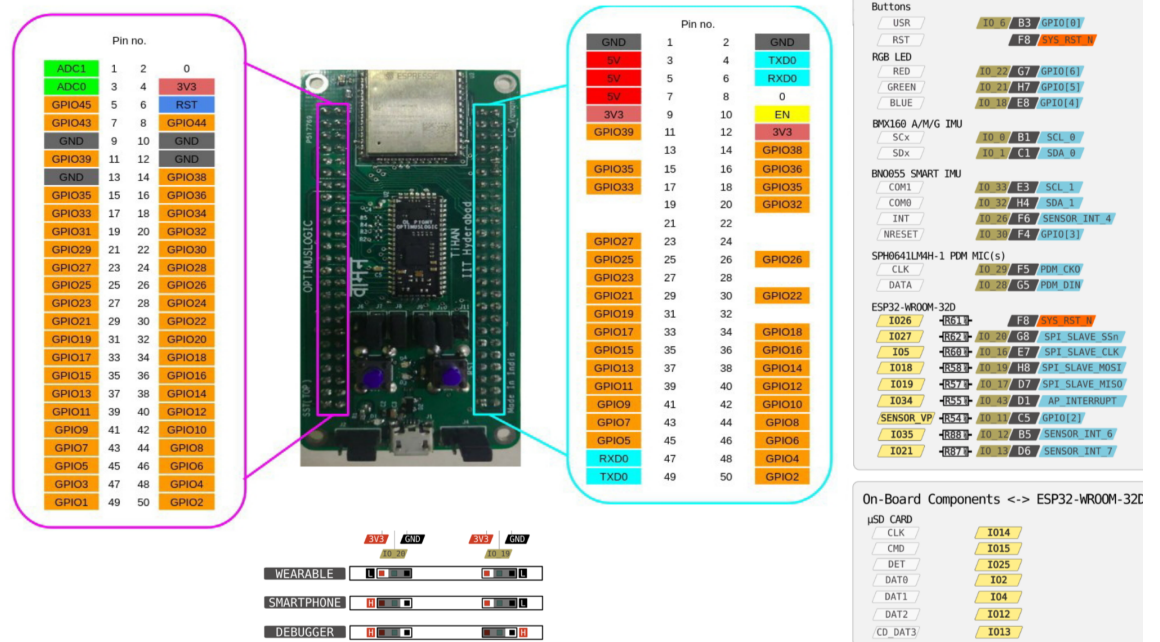 Pin no.
ADC1 1 2 0
ADC0 3 4 3V3
GPIO45 5 6 RST
GPIO43 7 8 GPIO44
GND 9 10 GND
GPIO39 11 12 GND
GND 13 14 GPIO38
GPIO35 15 16 GPIO36
GPIO33 17 18 GPIO34
GPIO31 19 20 GPIO32
GPIO29 21 22 GPIO30
GPIO27 23 24 GPIO28
GPIO25 25 26 GPIO26
GPIO23 27 28 GPIO24
GPIO21 29 30 GPIO22
GPIO19 31 32 GPIO20
GPIO17 33 34 GPIO18
GPIO15 35 36 GPIO16
GPIO13 37 38 GPIO14
GPIO11 39 40 GPIO12
GPIO9 41 42 GPIO10
GPIO7 43 44 GPIO8
GPIO5 45 46 GPIO6
GPIO3 47 48 GPIO4
GPIO1 49 50 GPIO2
OPTIMUSLOGIC
SST(TOP)
वामन
QL PYGMY
OPTIMUSLOGIC
TiHAN
IIT Hyderabad
Made In India
Pin no.
GND 1 2 GND
5V 3 4 TXD0
5V 5 6 RXD0
5V 7 8 0
3V3 9 10 EN
GPIO39 11 12 3V3
13 14 GPIO38
GPIO35 15 16 GPIO36
GPIO33 17 18 GPIO35
19 20 GPIO32
21 22
GPIO27 23 24
GPIO25 25 26 GPIO26
GPIO23 27 28
GPIO21 29 30 GPIO22
GPIO19 31 32
GPIO17 33 34 GPIO18
GPIO15 35 36 GPIO16
GPIO13 37 38 GPIO14
GPIO11 39 40 GPIO12
GPIO9 41 42 GPIO10
GPIO7 43 44 GPIO8
GPIO5 45 46 GPIO6
RXD0 47 48 GPIO4
TXD0 49 50 GPIO2
3V3 GND 3V3 GND
IO_20 IO_19
WEARABLE L L
SMARTPHONE H L
DEBUGGER H H
Buttons
USR IO_6 B3 GPIO[0]
RST F8 SYS_RST_N
RGB LED
RED IO_22 G7 GPIO[6]
GREEN IO_21 H7 GPIO[5]
BLUE IO_18 E8 GPIO[4]
BMX160 A/M/G IMU
SCx IO_0 B1 SCL_0
SDx IO_1 C1 SDA_0
BNO055 SMART IMU
COM1 IO_33 E3 SCL_1
COM0 IO_32 H4 SDA_1
INT IO_26 F6 SENSOR_INT_4
NRESET IO_30 F4 GPIO[3]
SPH0641LM4H-1 PDM MIC(s)
CLK IO_29 F5 PDM_CKO
DATA IO_28 G5 PDM_DIN
ESP32-WROOM-32D
IO26 R61 F8 SYS_RST_N
IO27 R62 IO_20 G8 SPI_SLAVE_SSn
IO5 R60 IO_16 E7 SPI_SLAVE_CLK
IO18 R58 IO_19 H8 SPI_SLAVE_MOSI
IO19 R57 IO_17 D7 SPI_SLAVE_MISO
IO34 R55 IO_43 D1 AP_INTERRUPT
SENSOR_VP R54 IO_11 C5 GPIO[2]
IO35 R88 IO_12 B5 SENSOR_INT_6
IO21 R87 IO_13 D6 SENSOR_INT_7
On-Board Components <-> ESP32-WROOM-32D
µSD CARD
CLK IO14
CMD IO15
DET IO25
DAT0 IO2
DAT1 IO4
DAT2 IO12
CD_DAT3 IO13